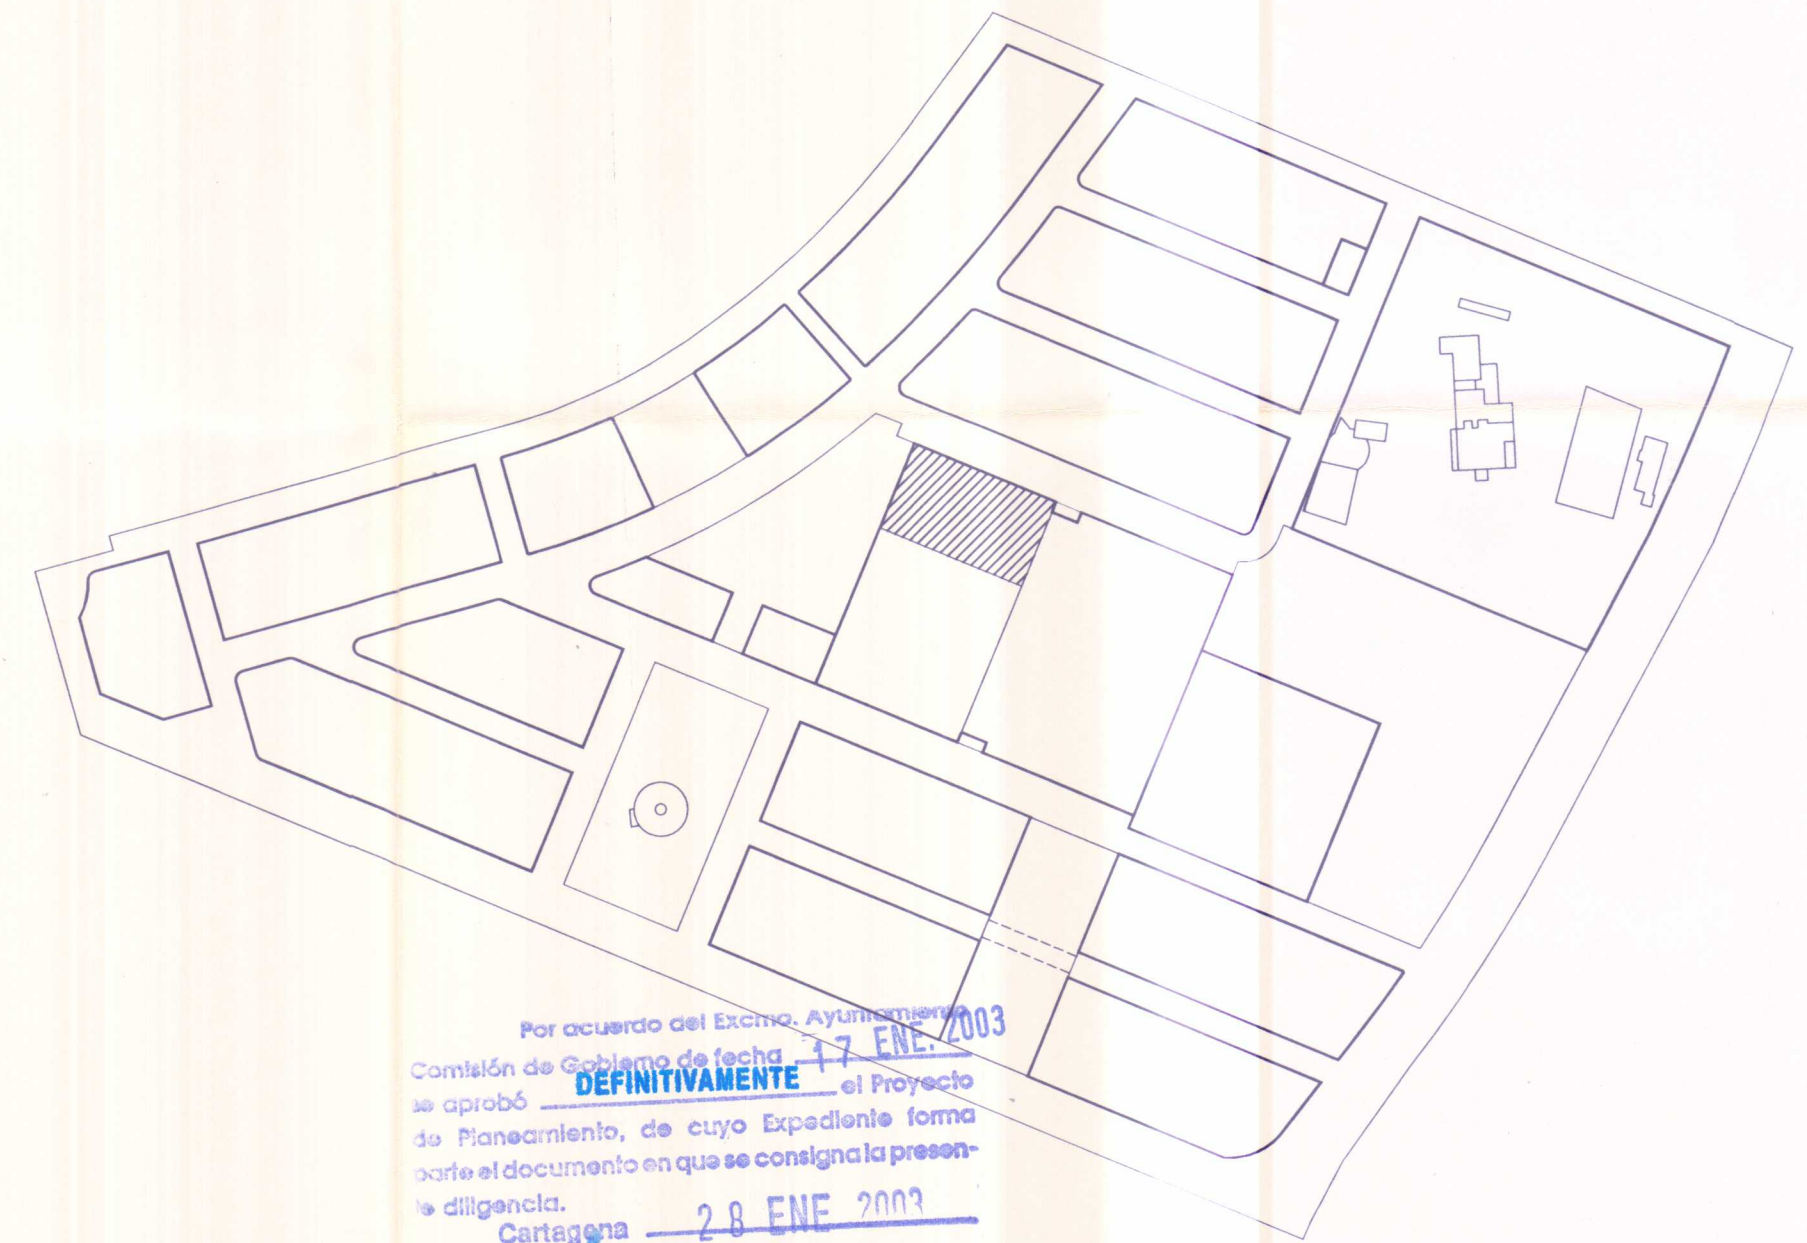 Por acuerdo del Excmo. Ayuntamiento
Comisión de Gobierno de fecha 17 ENE. 2003
se aprobó DEFINITIVAMENTE el Proyecto
de Planeamiento, de cuyo Expediente forma
parte el documento en que se consigna la presen-
te diligencia.
Cartagena 28 ENE 2003